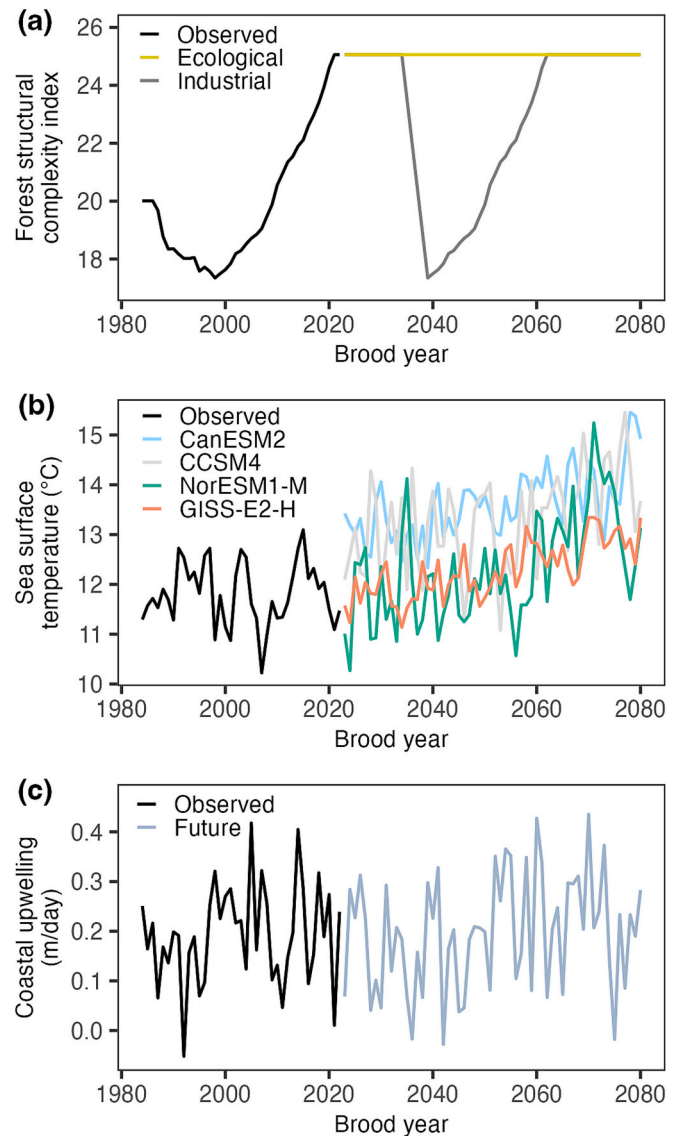 (a)
26
24
22
20
18
Forest structural
complexity index
Observed
Ecological
Industrial
1980
2000
2020
2040
2060
2080
Brood year
(b)
15
14
13
12
11
10
Sea surface
temperature (°C)
Observed
CanESM2
CCSM4
NorESM1-M
GISS-E2-H
1980
2000
2020
2040
2060
2080
Brood year
(c)
0.4
0.3
0.2
0.1
0.0
Coastal upwelling
(m/day)
Observed
Future
1980
2000
2020
2040
2060
2080
Brood year